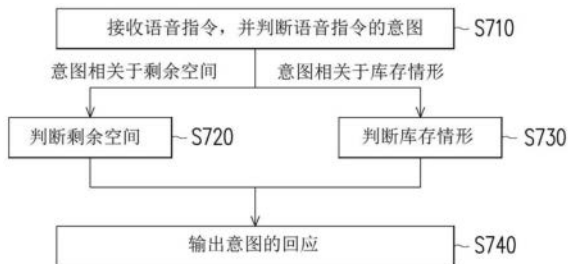 接收语音指令，并判断语音指令的意图 S710
意图相关于剩余空间 意图相关于库存情形
判断剩余空间 S720 判断库存情形 S730
输出意图的回应 S740